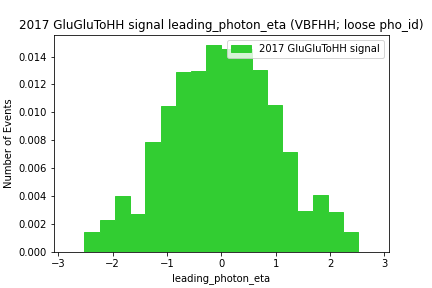 2017 GluGluToHH signal leading_photon_eta (VBFHH; loose pho_id)
2017 GluGluToHH signal
Number of Events
0.014
0.012
0.010
0.008
0.006
0.004
0.002
0.000
−3 −2 −1 0 1 2 3
leading_photon_eta